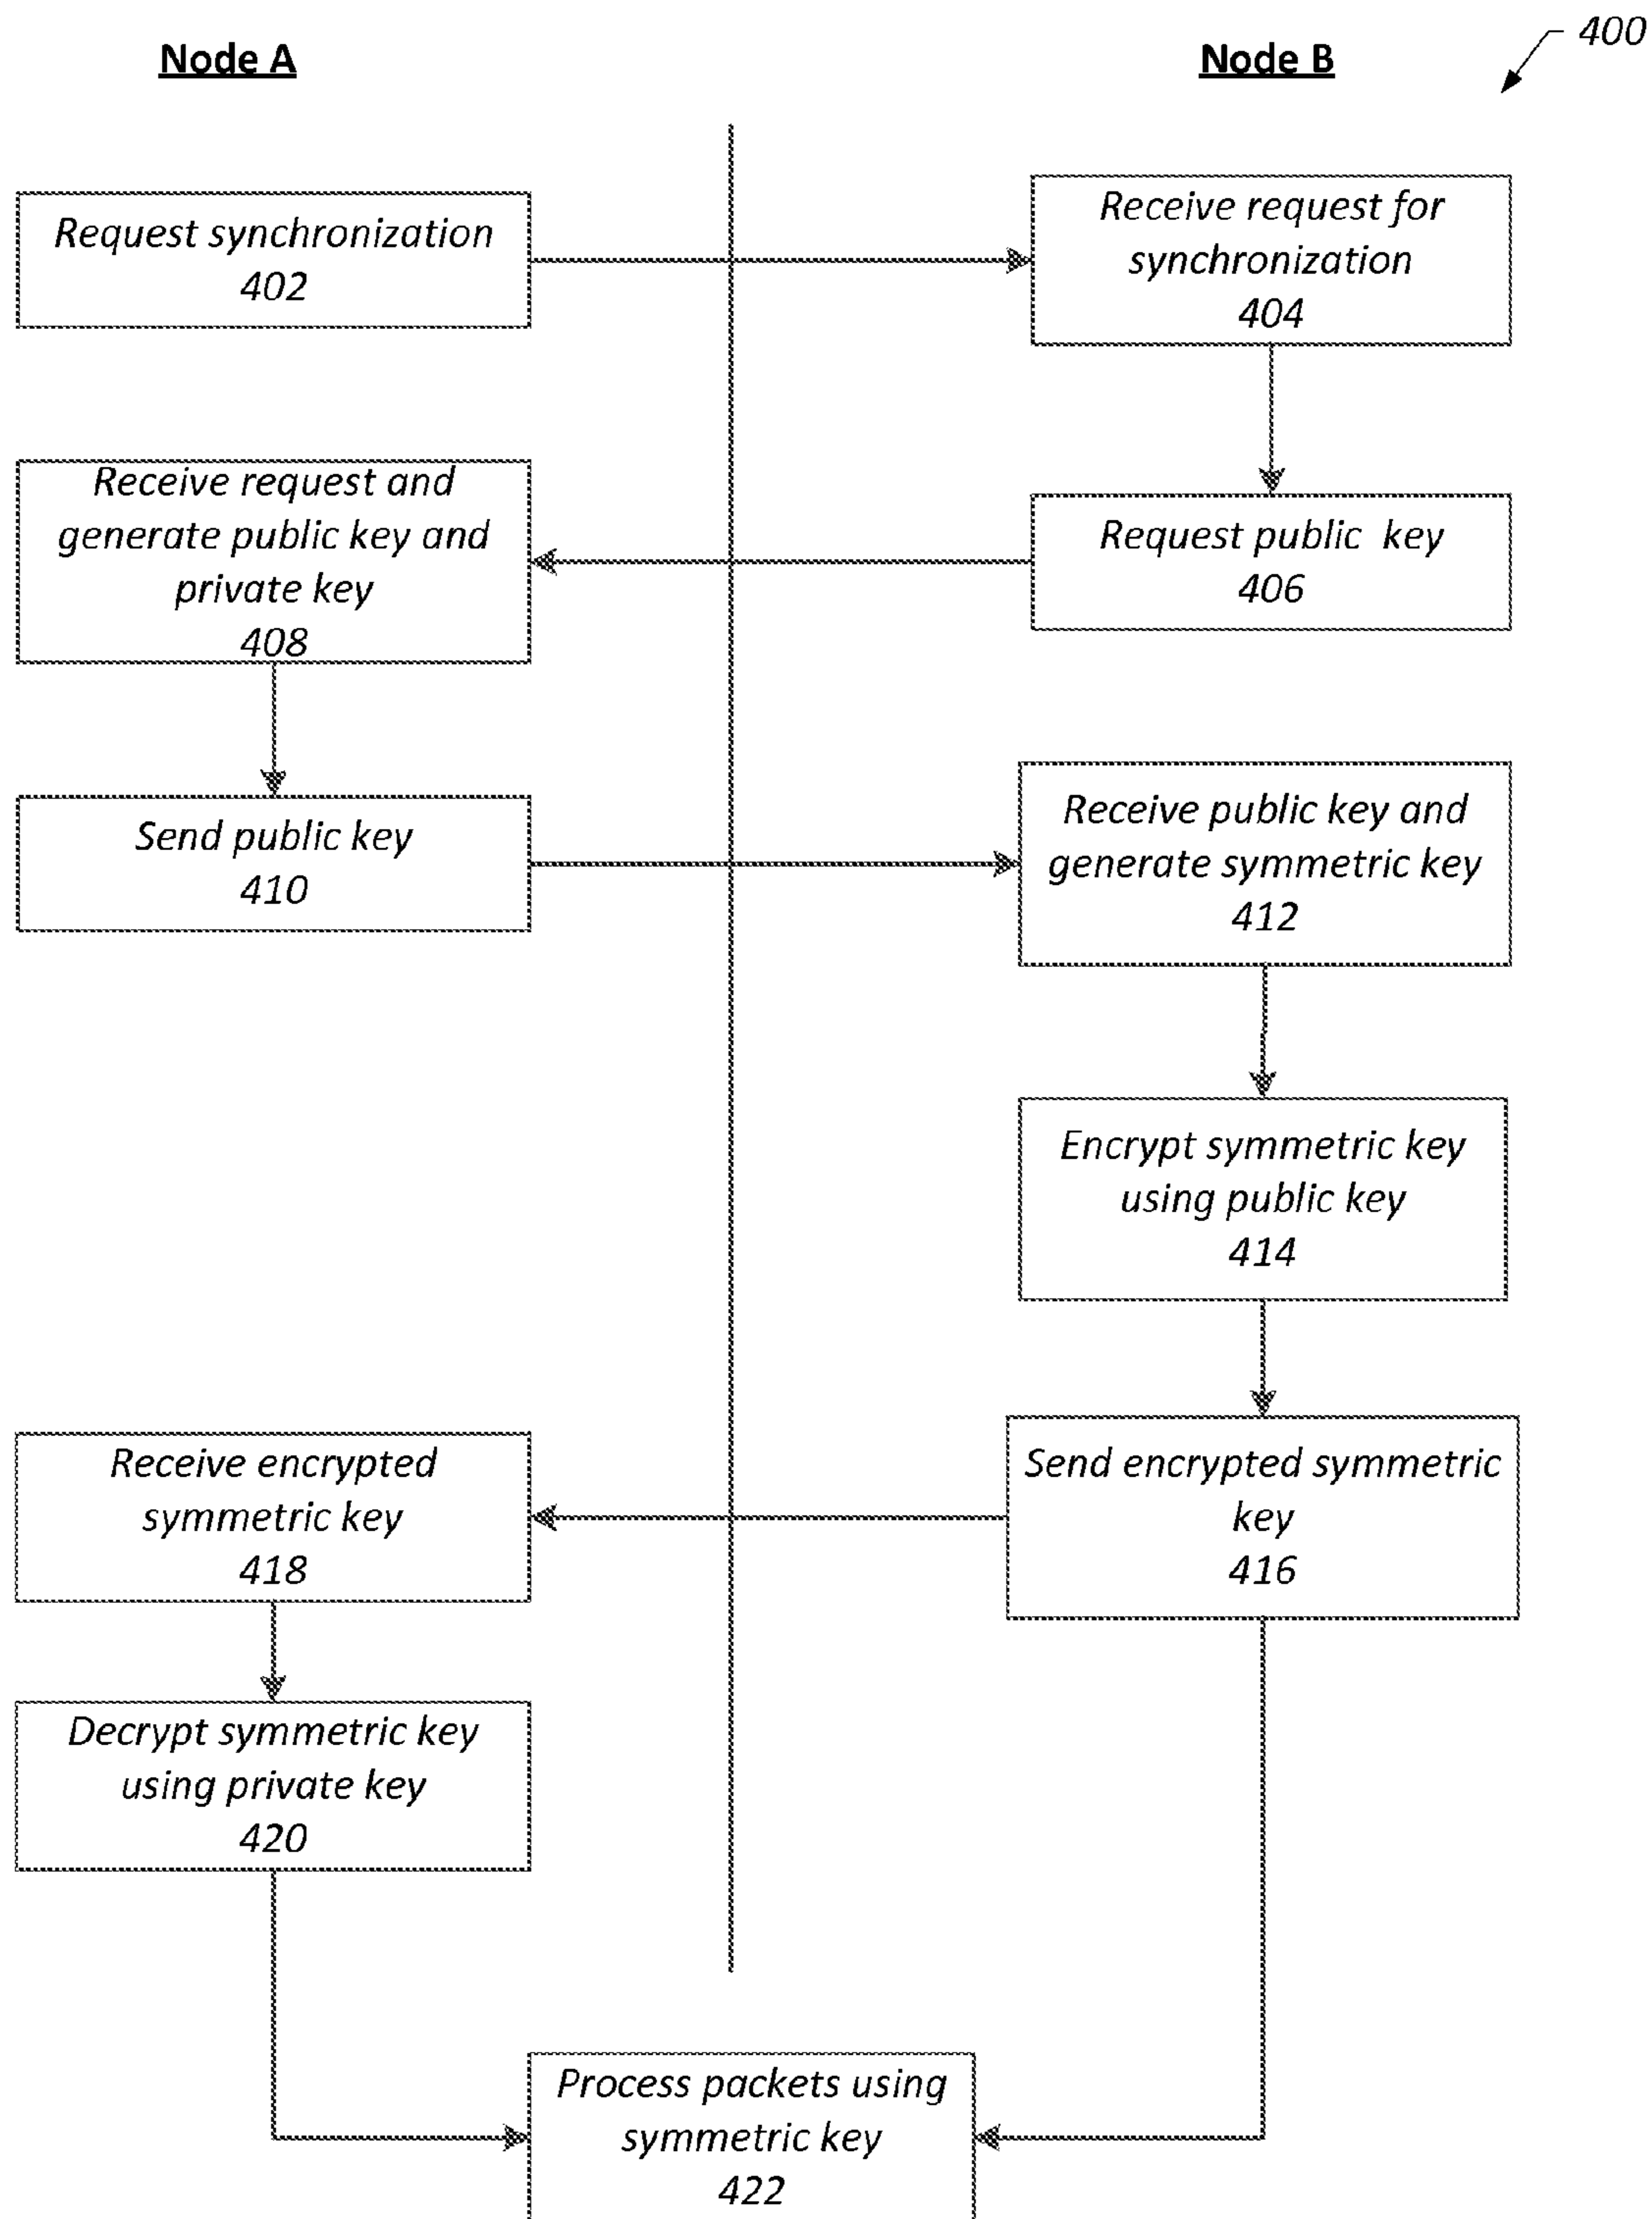 400
Node A
Node B
Request synchronization
402
Receive request for
synchronization
404
Receive request and
generate public key and
private key
408
Request public key
406
Send public key
410
Receive public key and
generate symmetric key
412
Encrypt symmetric key
using public key
414
Receive encrypted
symmetric key
418
Send encrypted symmetric
key
416
Decrypt symmetric key
using private key
420
Process packets using
symmetric key
422